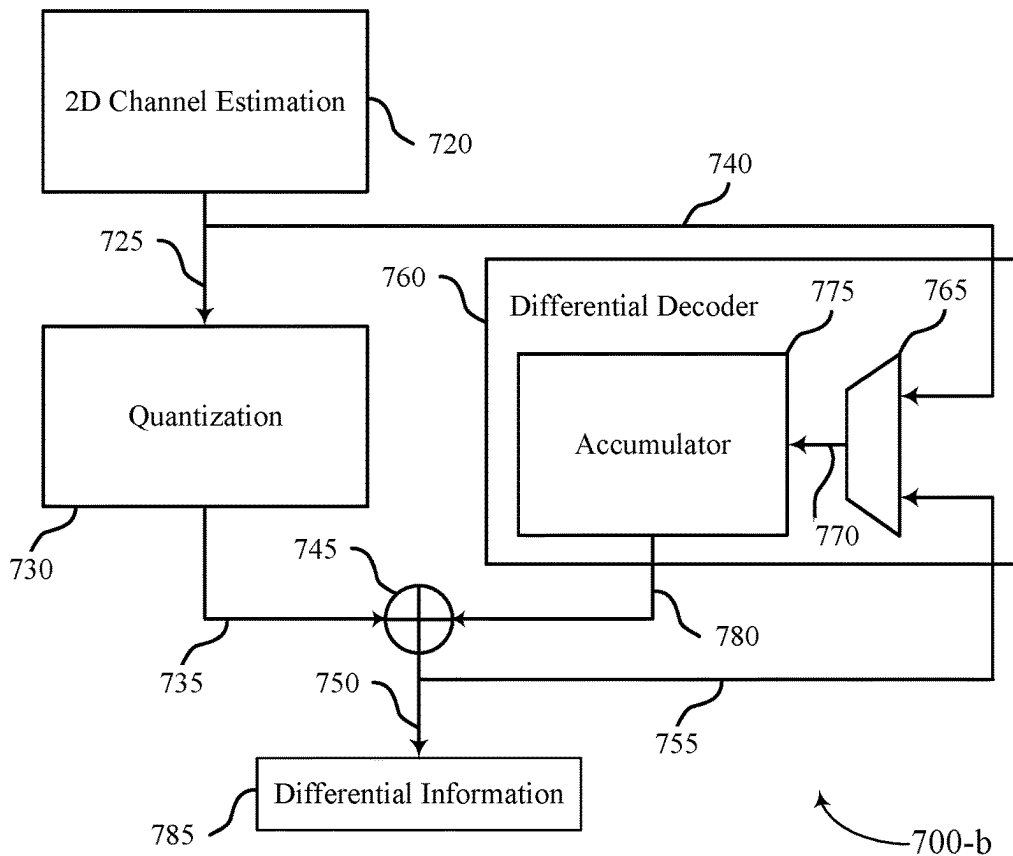 2D Channel Estimation
720
740
725
760
Differential Decoder
775
765
Quantization
Accumulator
770
730
745
780
735
750
755
Differential Information
785
700-b